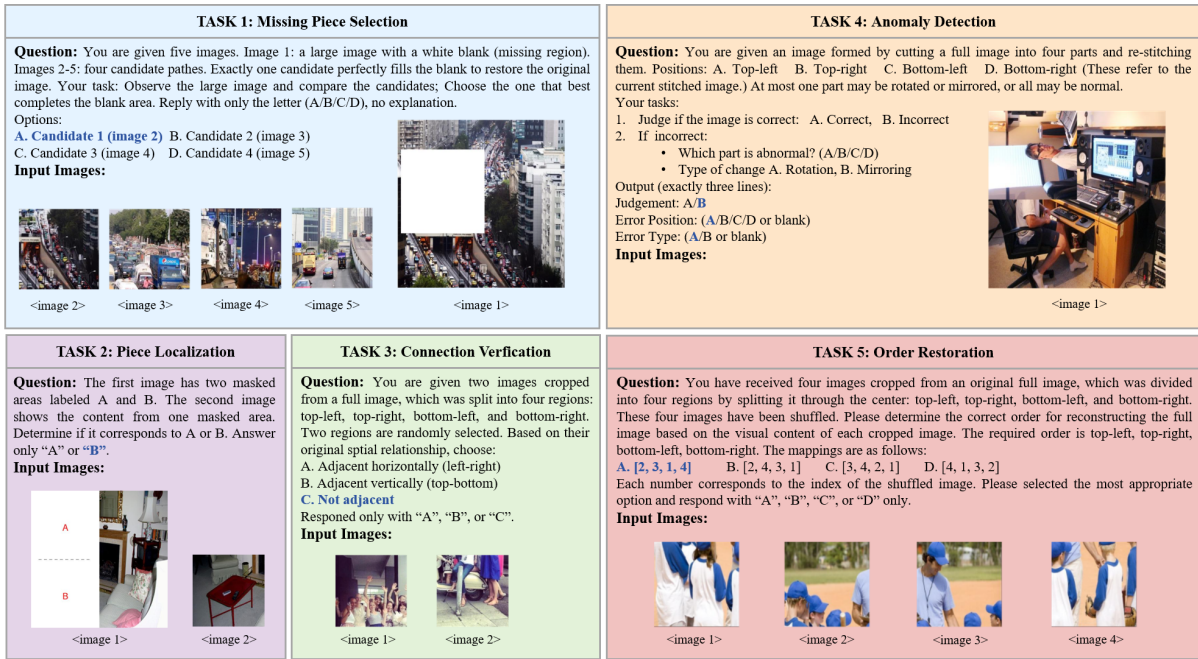 TASK 1: Missing Piece Selection
Question: You are given five images. Image 1: a large image with a white blank (missing region).
Images 2-5: four candidate pathes. Exactly one candidate perfectly fills the blank to restore the original
image. Your task: Observe the large image and compare the candidates; Choose the one that best
completes the blank area. Reply with only the letter (A/B/C/D), no explanation.
Options:
A. Candidate 1 (image 2) B. Candidate 2 (image 3)
C. Candidate 3 (image 4) D. Candidate 4 (image 5)
Input Images:
<image 2> <image 3> <image 4> <image 5> <image 1>
TASK 4: Anomaly Detection
Question: You are given an image formed by cutting a full image into four parts and re-stitching
them. Positions: A. Top-left B. Top-right C. Bottom-left D. Bottom-right (These refer to the
current stitched image.) At most one part may be rotated or mirrored, or all may be normal.
Your tasks:
1. Judge if the image is correct: A. Correct, B. Incorrect
2. If incorrect:
• Which part is abnormal? (A/B/C/D)
• Type of change A. Rotation, B. Mirroring
Output (exactly three lines):
Judgement: A/B
Error Position: (A/B/C/D or blank)
Error Type: (A/B or blank)
Input Images:
<image 1>
TASK 2: Piece Localization
Question: The first image has two masked
areas labeled A and B. The second image
shows the content from one masked area.
Determine if it corresponds to A or B. Answer
only “A” or “B”.
Input Images:
A
B
<image 1> <image 2>
TASK 3: Connection Verfication
Question: You are given two images cropped
from a full image, which was split into four regions:
top-left, top-right, bottom-left, and bottom-right.
Two regions are randomly selected. Based on their
original sptial relationship, choose:
A. Adjacent horizontally (left-right)
B. Adjacent vertically (top-bottom)
C. Not adjacent
Responed only with “A”, “B”, or “C”.
Input Images:
<image 1> <image 2>
TASK 5: Order Restoration
Question: You have received four images cropped from an original full image, which was divided
into four regions by splitting it through the center: top-left, top-right, bottom-left, and bottom-right.
These four images have been shuffled. Please determine the correct order for reconstructing the full
image based on the visual content of each cropped image. The required order is top-left, top-right,
bottom-left, bottom-right. The mappings are as follows:
A. [2, 3, 1, 4] B. [2, 4, 3, 1] C. [3, 4, 2, 1] D. [4, 1, 3, 2]
Each number corresponds to the index of the shuffled image. Please selected the most appropriate
option and respond with “A”, “B”, “C”, or “D” only.
Input Images:
<image 1> <image 2> <image 3> <image 4>